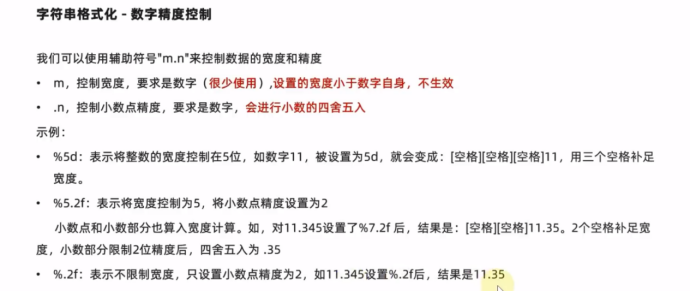 字符串格式化 - 数字精度控制
我们可以使用辅助符号"m.n"来控制数据的宽度和精度
• m，控制宽度，要求是数字（很少使用）,设置的宽度小于数字自身，不生效
• .n，控制小数点精度，要求是数字，会进行小数的四舍五入
示例：
• %5d：表示将整数的宽度控制在5位，如数字11，被设置为5d，就会变成：[空格][空格][空格]11，用三个空格补足
宽度。
• %5.2f：表示将宽度控制为5，将小数点精度设置为2
小数点和小数部分也算入宽度计算。如，对11.345设置了%7.2f 后，结果是：[空格][空格]11.35。2个空格补足宽
度，小数部分限制2位精度后，四舍五入为 .35
• %.2f：表示不限制宽度，只设置小数点精度为2，如11.345设置%.2f后，结果是11.35